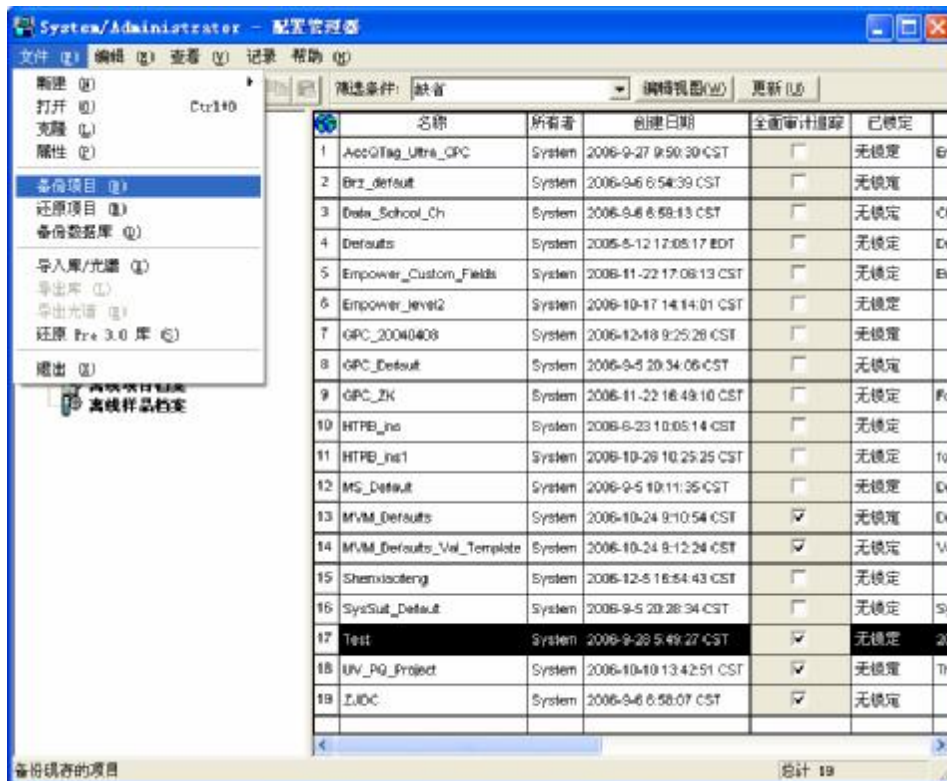 System/Administrator - 配置管理器
文件 (F) 编辑 (E) 查看 (V) 记录 帮助 (H)
新建 (N)
打开 (O) Ctrl+O
克隆 (L)
属性 (P)
备份项目 (B)
还原项目 (R)
备份数据库 (D)
导入库/光谱 (I)
导出库 (L)
导出光谱
还原 Pre 3.0 库 (S)
退出 (X)
离线项目档案
离线样品档案
筛选条件: 缺省 编辑视图(W) 更新 (U)
名称 所有者 创建日期 全面审计追踪 已锁定
1 AccQTag_Ultra_CPC System 2006-9-27 9:50:30 CST 无锁定
2 Brz_default System 2006-9-6 6:54:39 CST 无锁定
3 Data_School_Ch System 2006-9-6 6:59:13 CST 无锁定
4 Defaults System 2005-5-12 17:05:17 EDT 无锁定
5 Empower_Custom_Fields System 2006-11-22 17:06:13 CST 无锁定
6 Empower_level2 System 2006-10-17 14:14:01 CST 无锁定
7 GPC_20040408 System 2006-12-18 9:25:28 CST 无锁定
8 GPC_Default System 2006-9-5 20:34:06 CST 无锁定
9 GPC_ZK System 2006-11-22 16:49:10 CST 无锁定
10 HTPB_ins System 2006-6-23 10:05:14 CST 无锁定
11 HTPB_ins1 System 2006-10-26 10:25:25 CST 无锁定
12 MS_Default System 2006-9-5 10:11:35 CST 无锁定
13 MVM_Defaults System 2006-10-24 9:10:54 CST 无锁定
14 MVM_Defaults_Val_Template System 2006-10-24 9:12:24 CST 无锁定
15 Shenxiaofeng System 2006-12-5 16:54:43 CST 无锁定
16 SysSuit_Default System 2006-9-5 20:28:34 CST 无锁定
17 Test System 2006-9-28 5:49:27 CST 无锁定
18 UV_PQ_Project System 2006-10-10 13:42:51 CST 无锁定
19 ZJIDC System 2006-9-6 6:58:07 CST 无锁定
备份现存的项目 总计 19